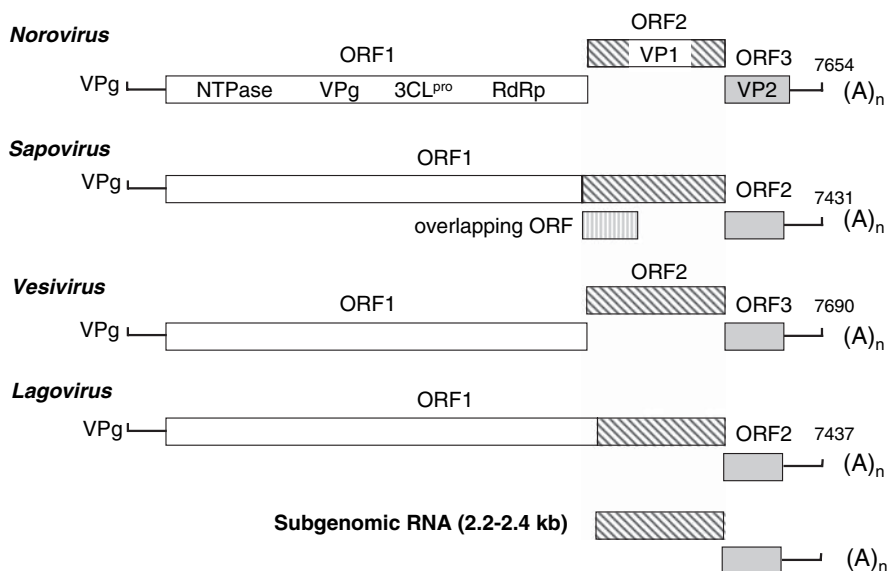 Norovirus
ORF1
ORF2
VP1
ORF3
7654
VPg
NTPase VPg 3CLpro RdRp
VP2
(A)n
Sapovirus
ORF1
VPg
ORF2
7431
overlapping ORF
(A)n
Vesivirus
ORF2
ORF1
ORF3
7690
VPg
(A)n
Lagovirus
ORF1
VPg
ORF2
7437
(A)n
Subgenomic RNA (2.2-2.4 kb)
(A)n